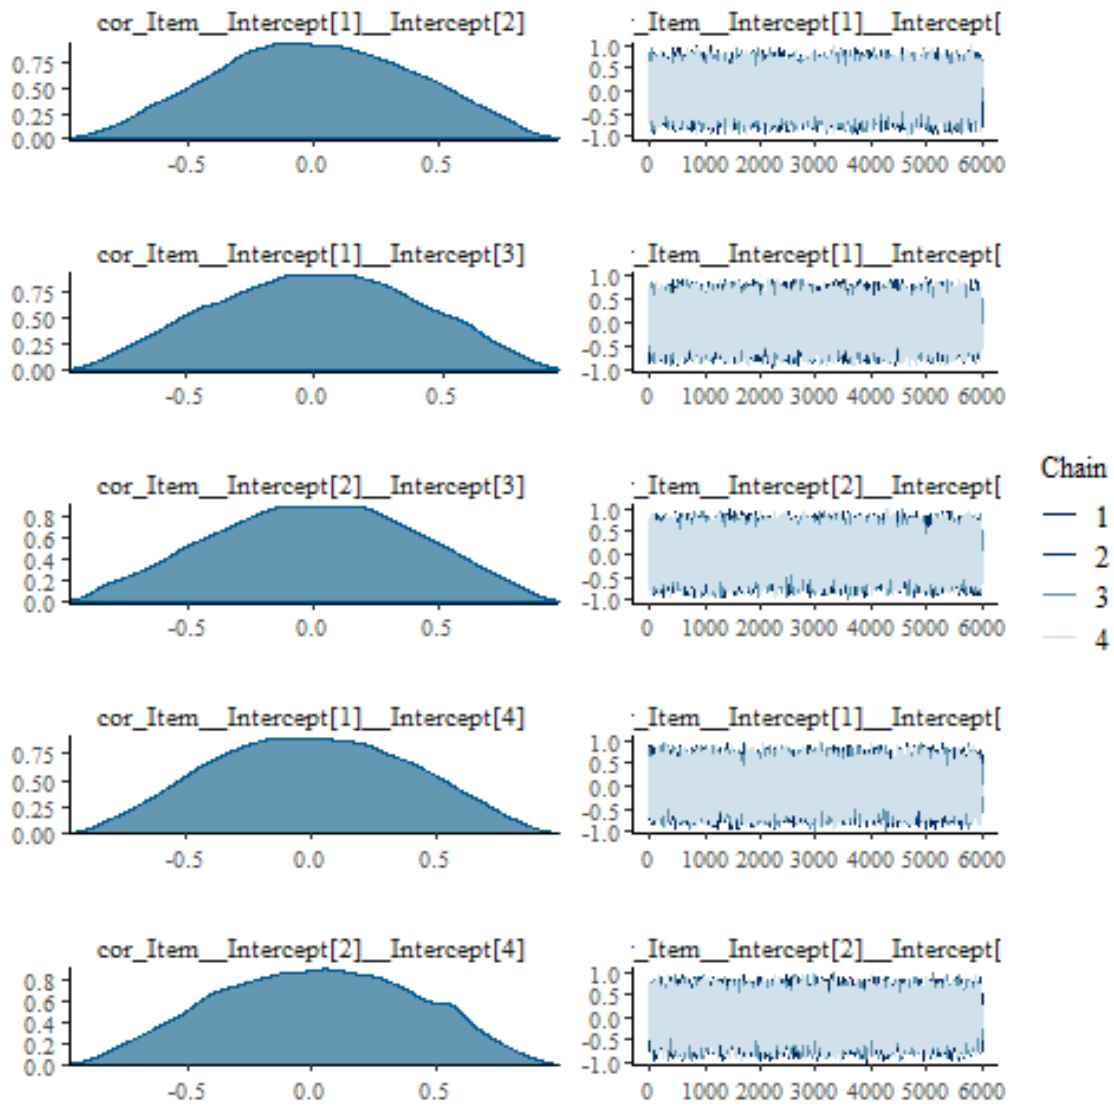 cor_Item__Intercept[1]__Intercept[2]
_Item__Intercept[1]__Intercept[
0.75
0.50
0.25
0.00
-0.5 0.0 0.5
1.0
0.5
0.0
-0.5
-1.0
0 1000 2000 3000 4000 5000 6000
cor_Item__Intercept[1]__Intercept[3]
_Item__Intercept[1]__Intercept[
0.75
0.50
0.25
0.00
-0.5 0.0 0.5
1.0
0.5
0.0
-0.5
-1.0
0 1000 2000 3000 4000 5000 6000
cor_Item__Intercept[2]__Intercept[3]
_Item__Intercept[2]__Intercept[
0.8
0.6
0.4
0.2
0.0
-0.5 0.0 0.5
1.0
0.5
0.0
-0.5
-1.0
0 1000 2000 3000 4000 5000 6000
Chain
1
2
3
4
cor_Item__Intercept[1]__Intercept[4]
_Item__Intercept[1]__Intercept[
0.75
0.50
0.25
0.00
-0.5 0.0 0.5
1.0
0.5
0.0
-0.5
-1.0
0 1000 2000 3000 4000 5000 6000
cor_Item__Intercept[2]__Intercept[4]
_Item__Intercept[2]__Intercept[
0.8
0.6
0.4
0.2
0.0
-0.5 0.0 0.5
1.0
0.5
0.0
-0.5
-1.0
0 1000 2000 3000 4000 5000 6000